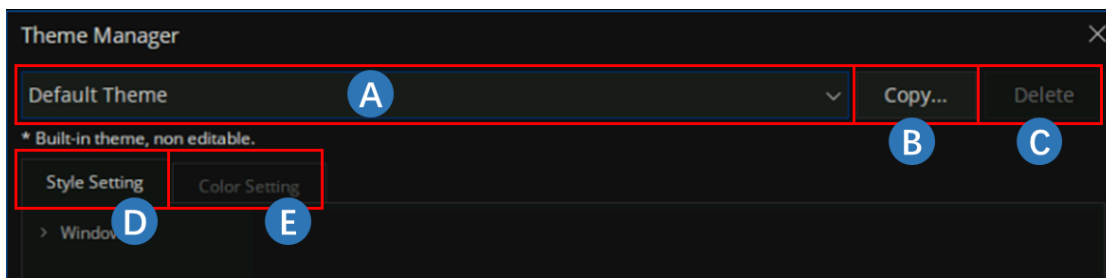 Theme Manager
Default Theme A Copy... Delete
B C
* Built-in theme, non editable.
Style Setting Color Setting
D E
> Window